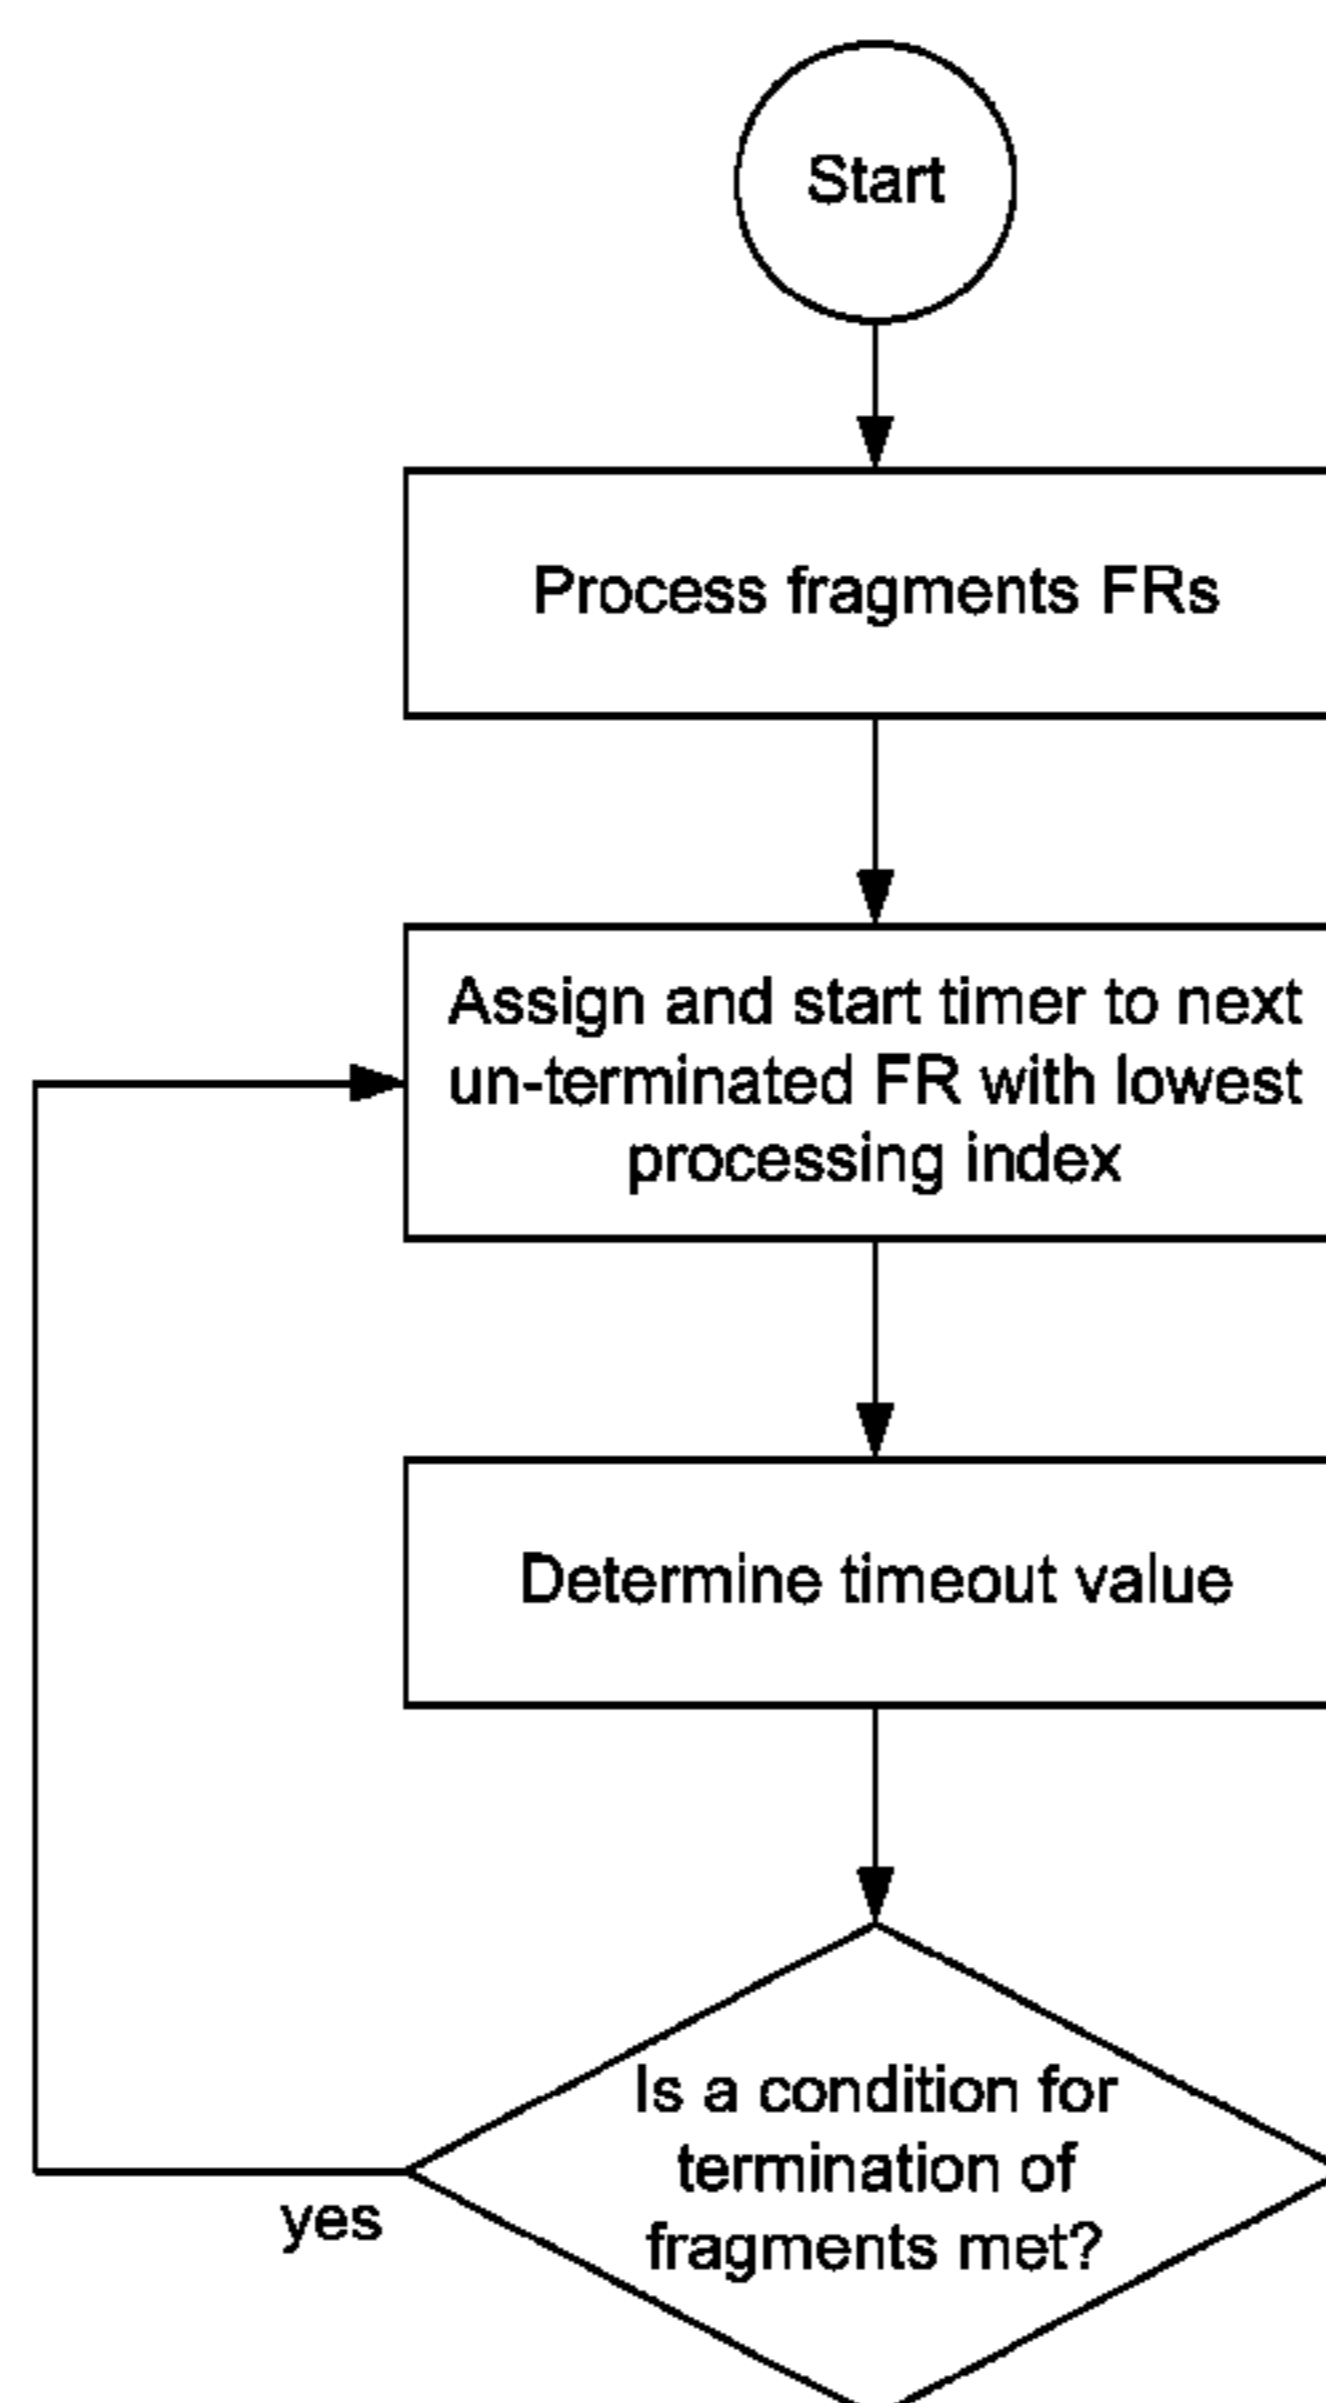 Start
Process fragments FRs
Assign and start timer to next
un-terminated FR with lowest
processing index
Determine timeout value
Is a condition for
termination of
fragments met?
yes